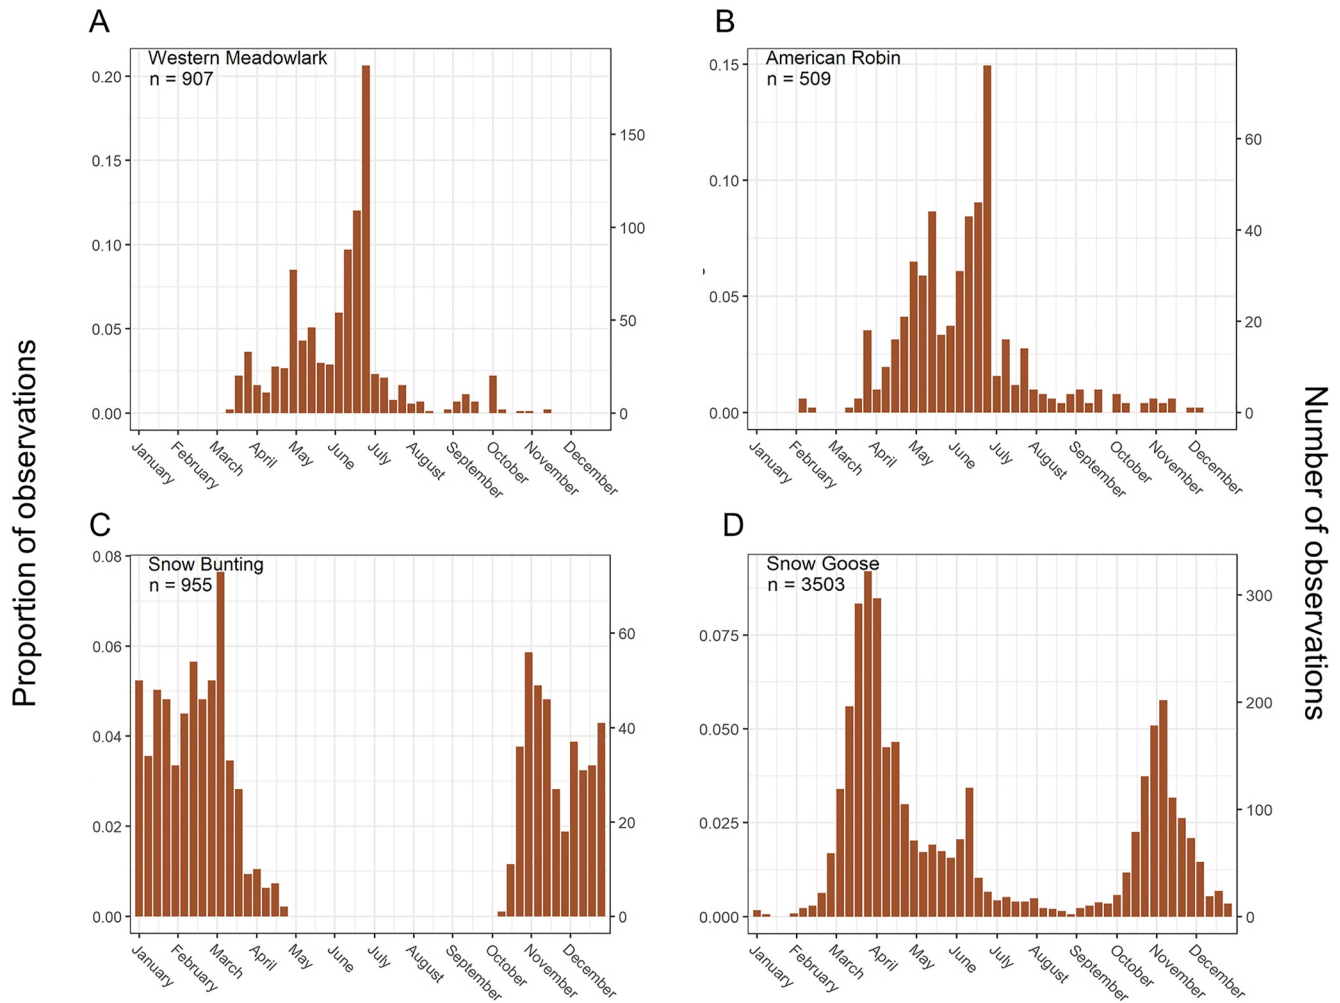 A
Western Meadowlark
n = 907
0.20
0.15
0.10
0.05
0.00
150
100
50
0
January
February
March
April
May
June
July
August
September
October
November
December
B
American Robin
n = 509
0.15
0.10
0.05
0.00
60
40
20
0
January
February
March
April
May
June
July
August
September
October
November
December
C
Snow Bunting
n = 955
0.08
0.06
0.04
0.02
0.00
60
40
20
0
January
February
March
April
May
June
July
August
September
October
November
December
D
Snow Goose
n = 3503
0.075
0.050
0.025
0.000
300
200
100
0
January
February
March
April
May
June
July
August
September
October
November
December
Proportion of observations
Number of observations